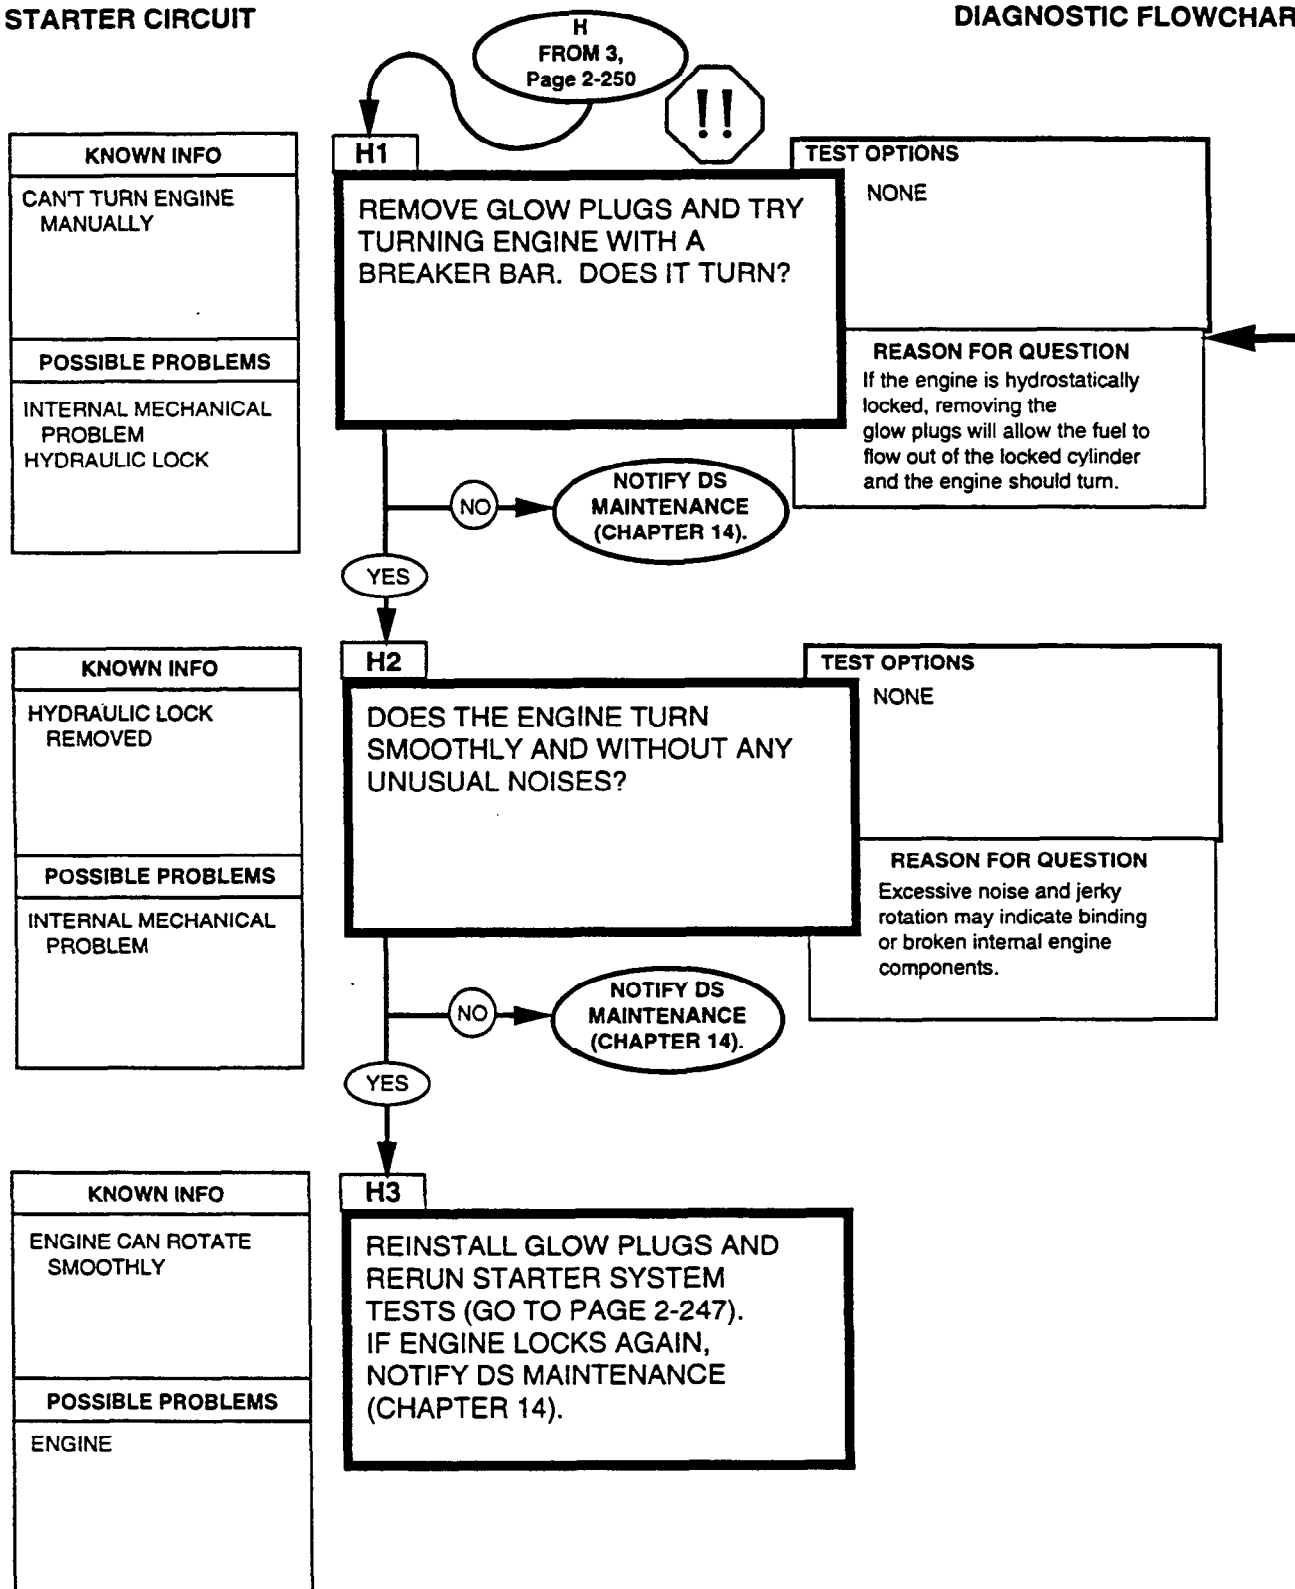 STARTER CIRCUIT
DIAGNOSTIC FLOWCHAR
H
FROM 3,
Page 2-250
!!
KNOWN INFO
CAN'T TURN ENGINE
MANUALLY
POSSIBLE PROBLEMS
INTERNAL MECHANICAL
PROBLEM
HYDRAULIC LOCK
H1
REMOVE GLOW PLUGS AND TRY
TURNING ENGINE WITH A
BREAKER BAR. DOES IT TURN?
TEST OPTIONS
NONE
REASON FOR QUESTION
If the engine is hydrostatically
locked, removing the
glow plugs will allow the fuel to
flow out of the locked cylinder
and the engine should turn.
NO
NOTIFY DS
MAINTENANCE
(CHAPTER 14).
YES
KNOWN INFO
HYDRAULIC LOCK
REMOVED
POSSIBLE PROBLEMS
INTERNAL MECHANICAL
PROBLEM
H2
DOES THE ENGINE TURN
SMOOTHLY AND WITHOUT ANY
UNUSUAL NOISES?
TEST OPTIONS
NONE
REASON FOR QUESTION
Excessive noise and jerky
rotation may indicate binding
or broken internal engine
components.
NO
NOTIFY DS
MAINTENANCE
(CHAPTER 14).
YES
KNOWN INFO
ENGINE CAN ROTATE
SMOOTHLY
POSSIBLE PROBLEMS
ENGINE
H3
REINSTALL GLOW PLUGS AND
RERUN STARTER SYSTEM
TESTS (GO TO PAGE 2-247).
IF ENGINE LOCKS AGAIN,
NOTIFY DS MAINTENANCE
(CHAPTER 14).